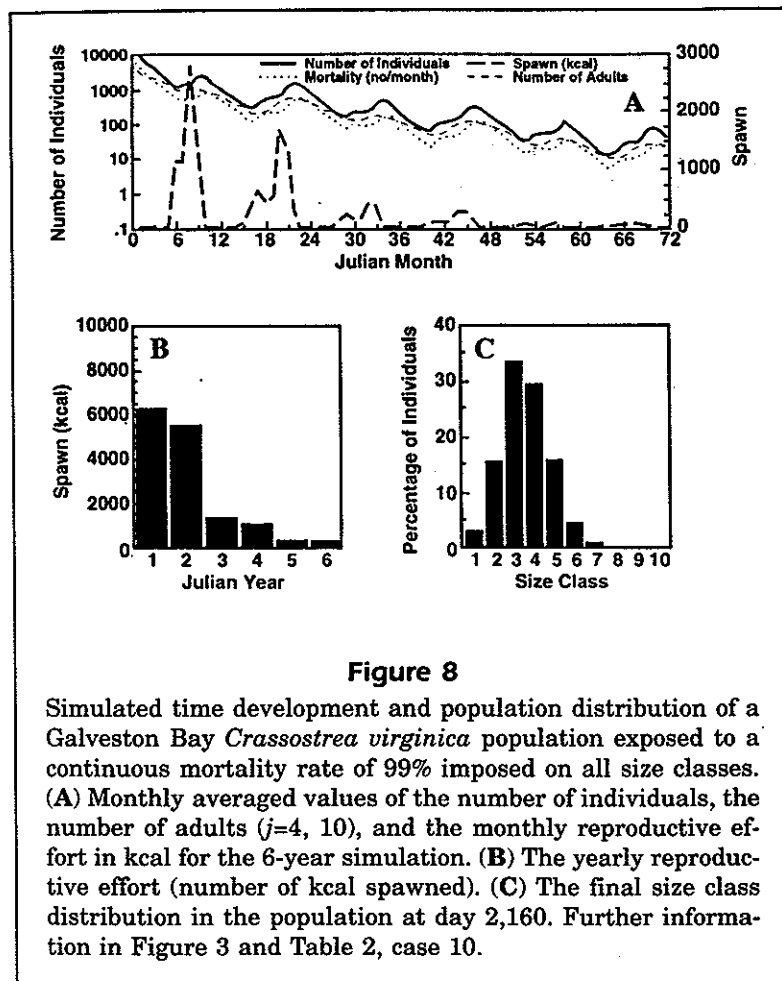 10000
1000
100
10
1
.1
Number of Individuals
Number of Individuals
Mortality (no/month)
Spawn (kcal)
Number of Adults
A
3000
2000
1000
0
Spawn
0 6 12 18 24 30 36 42 48 54 60 66 72
Julian Month
B
10000
8000
6000
4000
2000
0
Spawn (kcal)
1 2 3 4 5 6
Julian Year
C
40
30
20
10
0
Percentage of Individuals
1 2 3 4 5 6 7 8 9 10
Size Class
Figure 8
Simulated time development and population distribution of a
Galveston Bay Crassostrea virginica population exposed to a
continuous mortality rate of 99% imposed on all size classes.
(A) Monthly averaged values of the number of individuals, the
number of adults (j=4, 10), and the monthly reproductive ef-
fort in kcal for the 6-year simulation. (B) The yearly reproduc-
tive effort (number of kcal spawned). (C) The final size class
distribution in the population at day 2,160. Further informa-
tion in Figure 3 and Table 2, case 10.